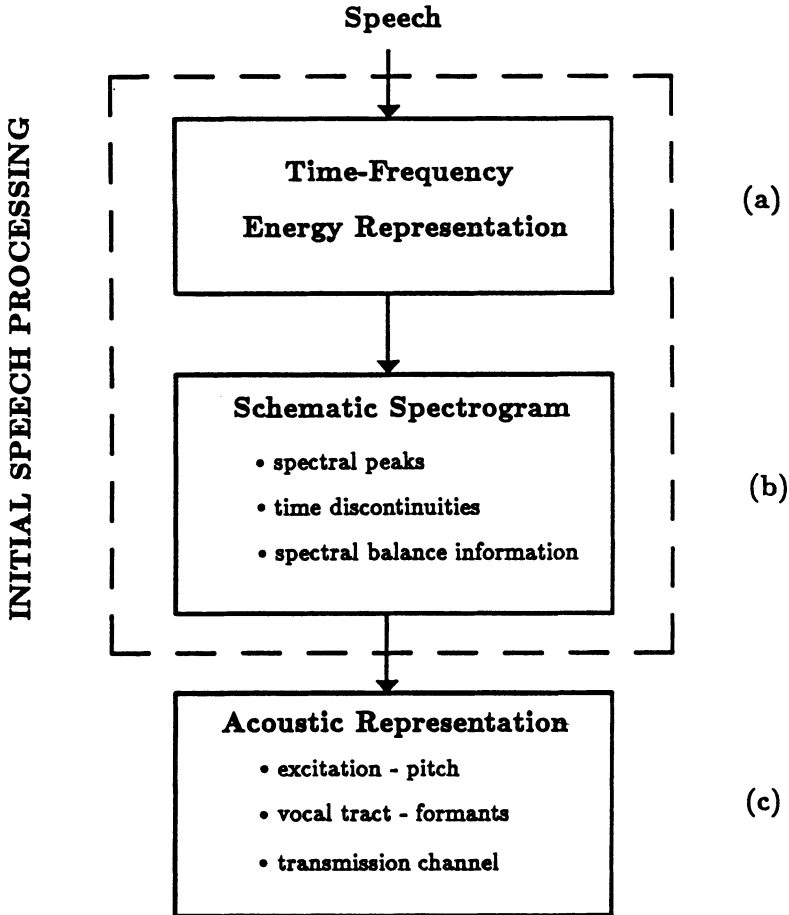 Speech
INITIAL SPEECH PROCESSING
Time-Frequency
Energy Representation
(a)
Schematic Spectrogram
• spectral peaks
• time discontinuities
• spectral balance information
(b)
Acoustic Representation
• excitation - pitch
• vocal tract - formants
• transmission channel
(c)